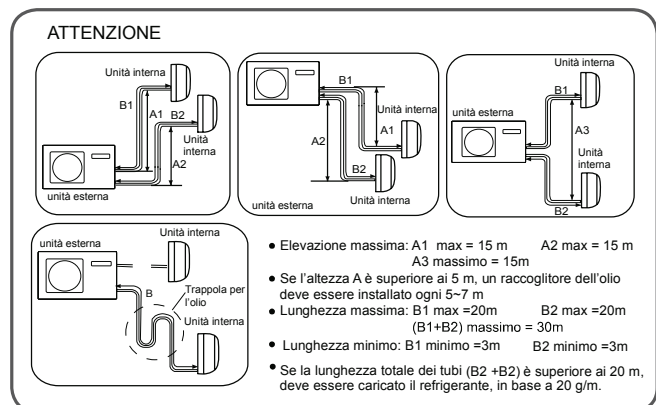 ATTENZIONE
Unità interna
B1
A1
B2
Unità
interna
A2
unità esterna
B1
Unità interna
A2
A1
B2
unità esterna
Unità interna
B1
unità esterna
A3
Unità
interna
B2
unità esterna
Unità interna
B
Trappola per
l'olio
Unità interna
● Elevazione massima: A1 max = 15 m A2 max = 15 m
A3 massimo = 15m
● Se l'altezza A è superiore ai 5 m, un raccoglitore dell'olio
deve essere installato ogni 5~7 m
● Lunghezza massima: B1 max =20m B2 max =20m
(B1+B2) massimo = 30m
● Lunghezza minimo: B1 minimo =3m B2 minimo =3m
● Se la lunghezza totale dei tubi (B2 +B2) è superiore ai 20 m,
deve essere caricato il refrigerante, in base a 20 g/m.